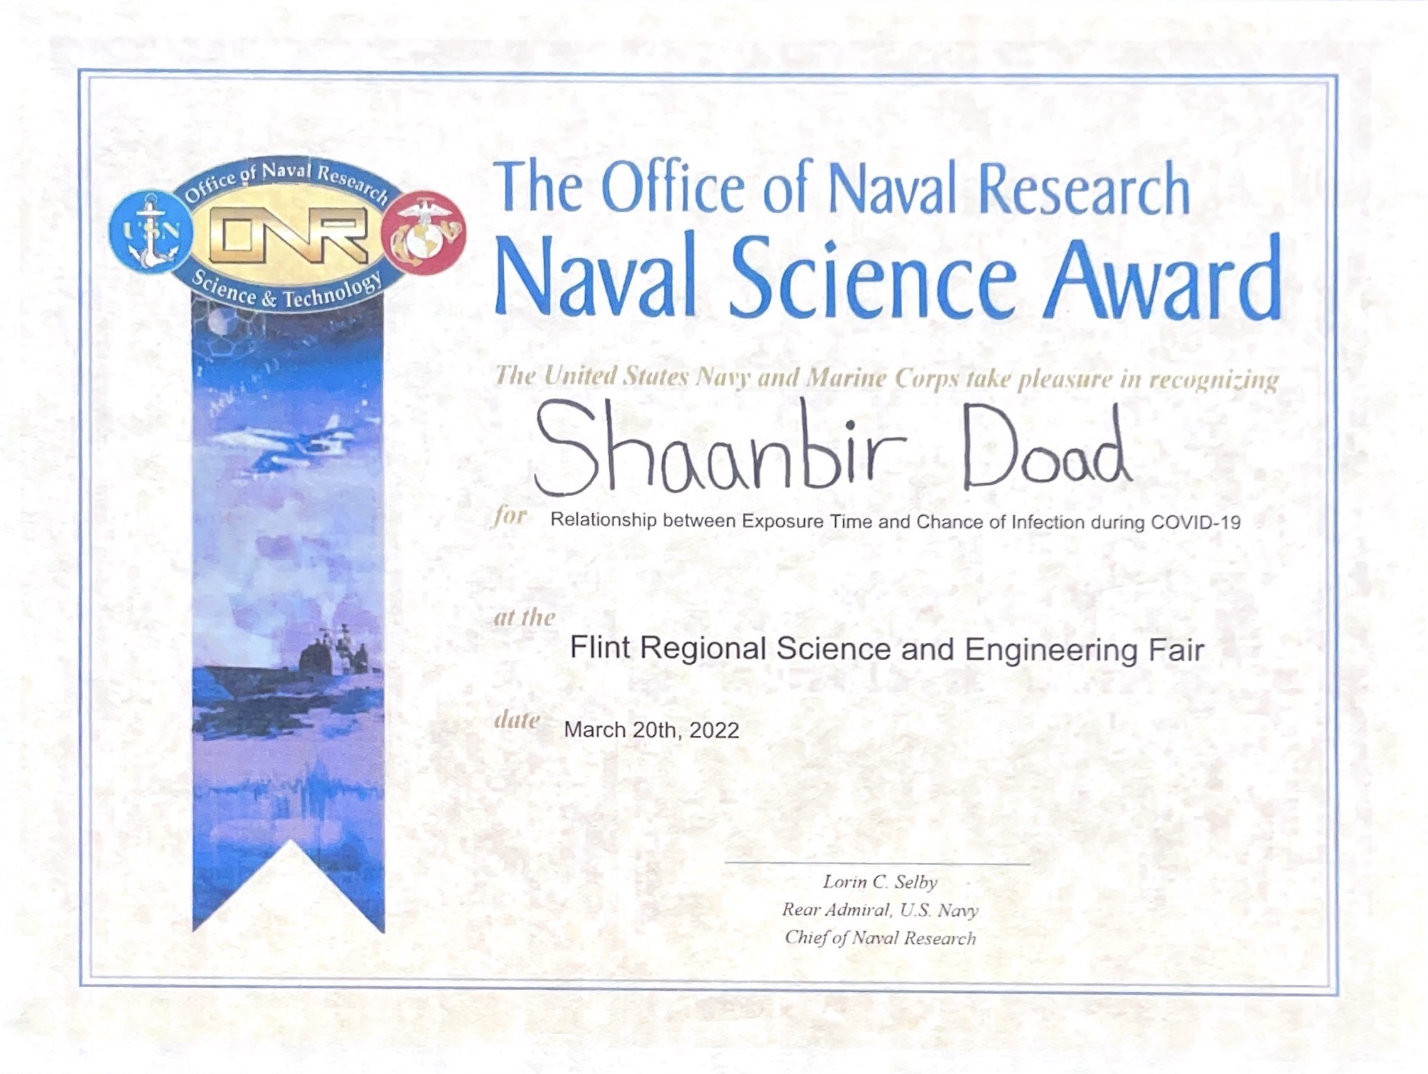 Office of Naval Research
USN
ONR
Science & Technology
The Office of Naval Research
Naval Science Award
The United States Navy and Marine Corps take pleasure in recognizing
Shaanbir Doad
for Relationship between Exposure Time and Chance of Infection during COVID-19
at the
Flint Regional Science and Engineering Fair
date March 20th, 2022
Lorin C. Selby
Rear Admiral, U.S. Navy
Chief of Naval Research